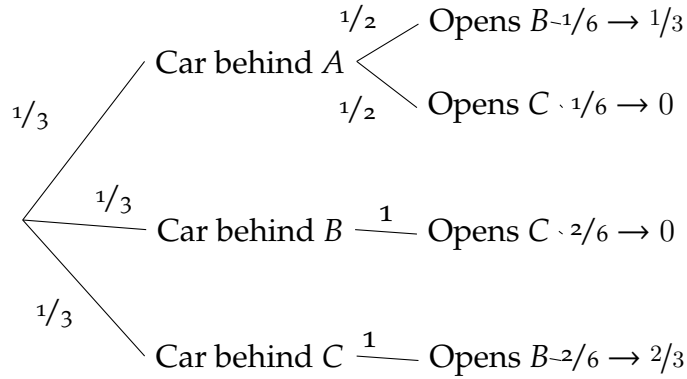 1/2 Opens B 1/6 → 1/3
Car behind A
1/3 1/2 Opens C 1/6 → 0
1/3 Car behind B 1 Opens C 2/6 → 0
1/3
Car behind C 1 Opens B 2/6 → 2/3